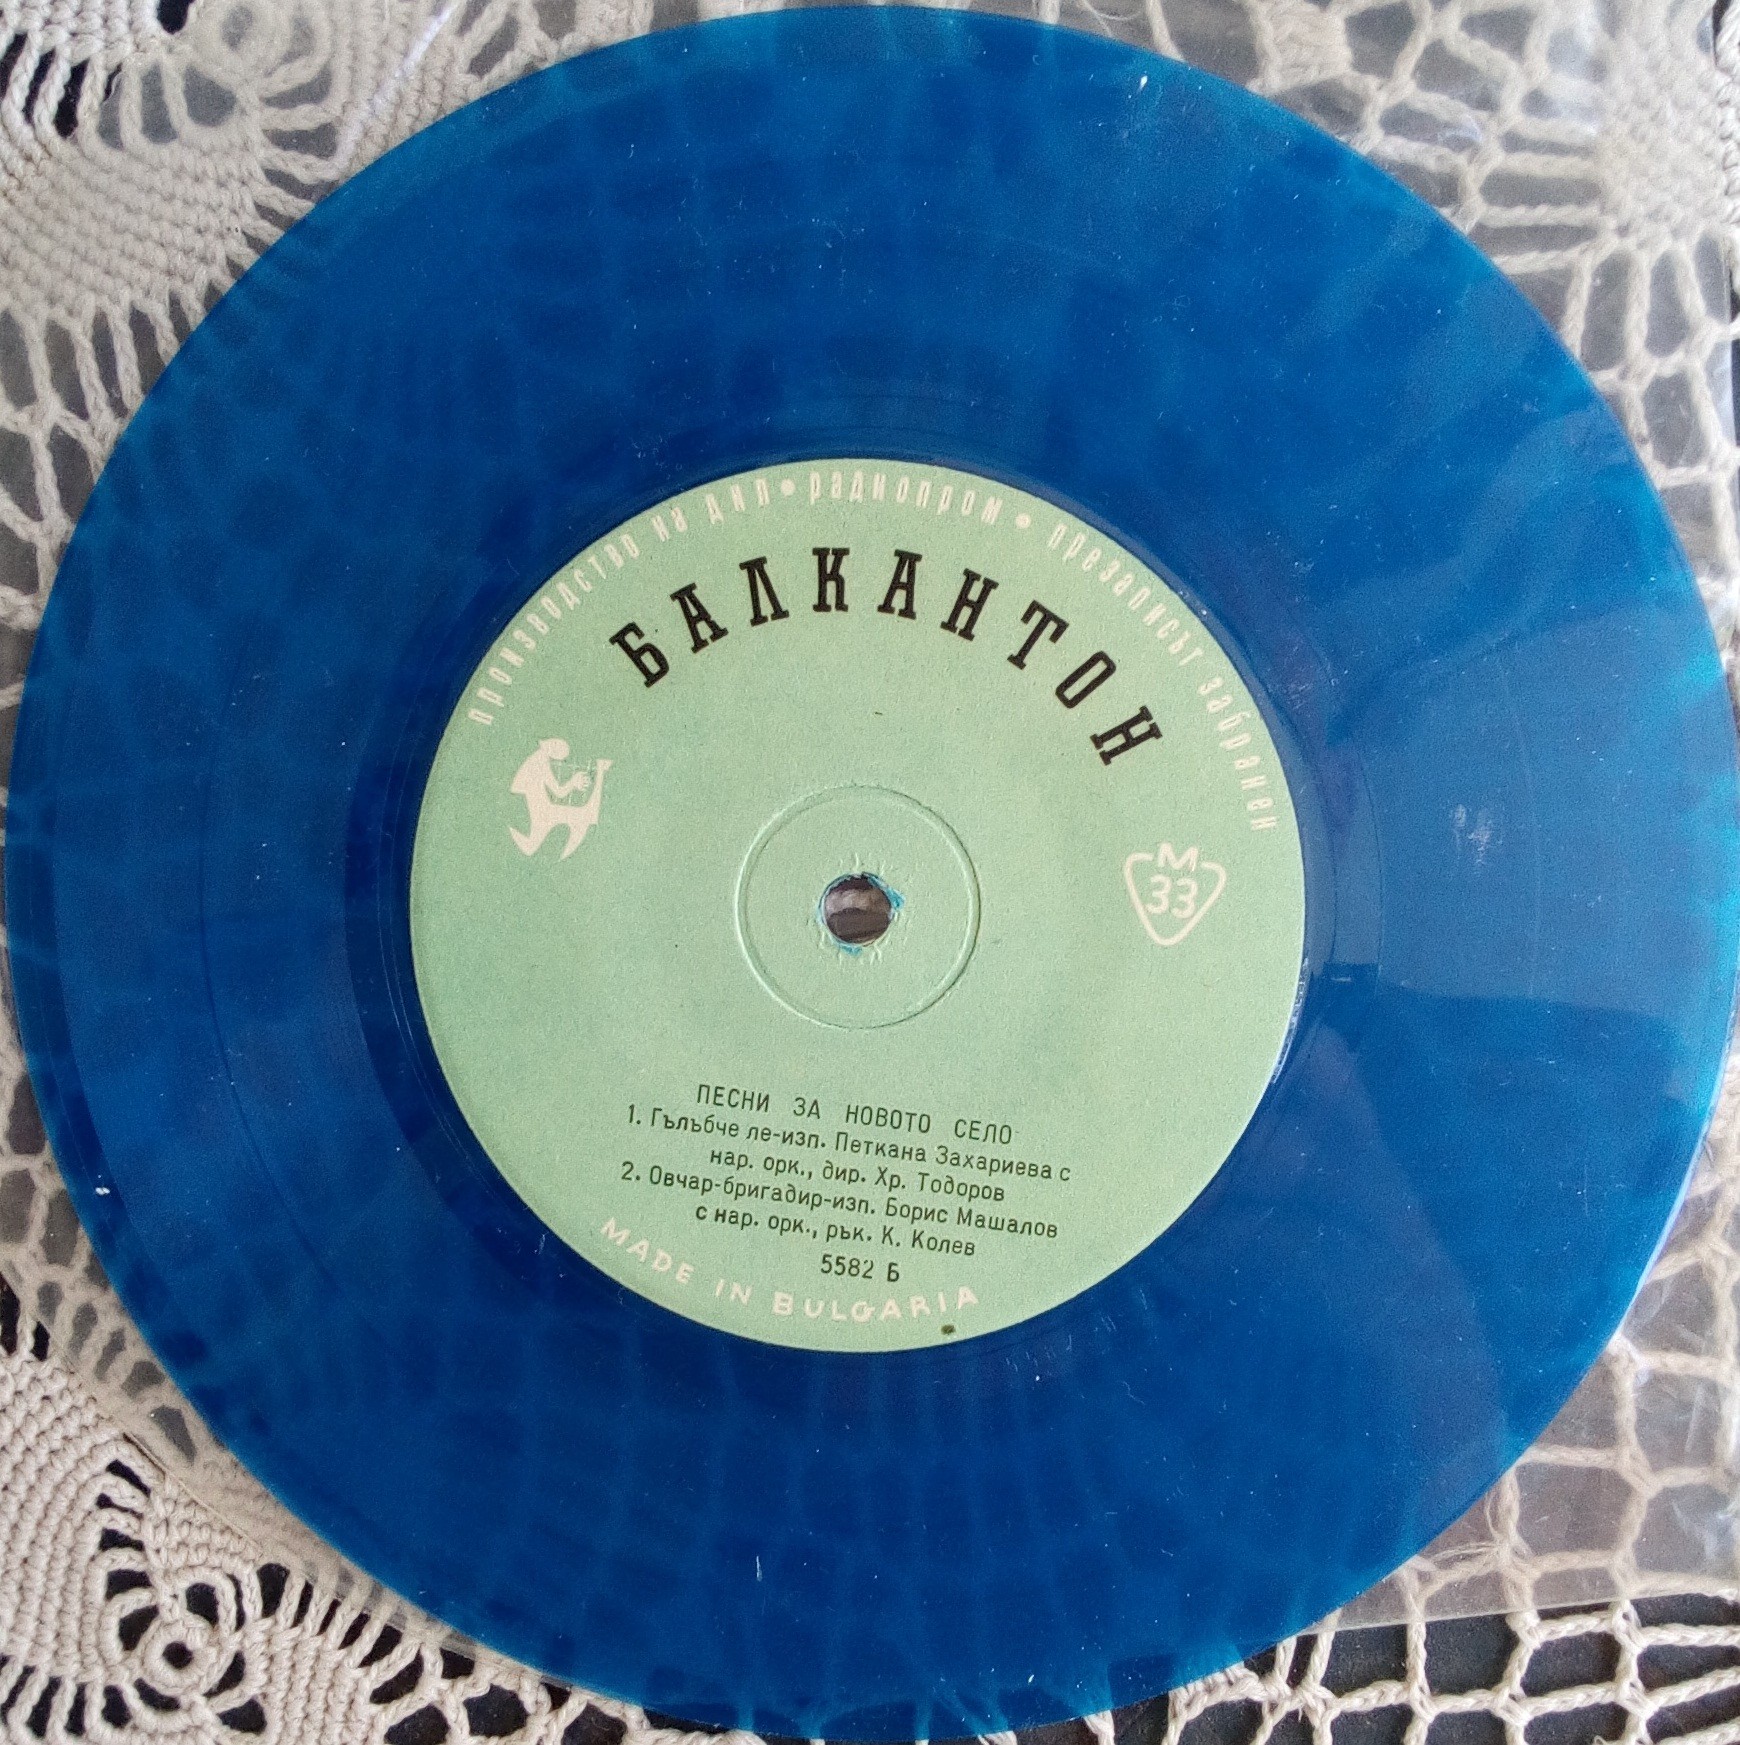 производство на дип • радиопром • презаписът забранен
БАЛКАНТОН
М
33
ПЕСНИ ЗА НОВОТО СЕЛО
1. Гълъбче ле-изп. Петкана Захариева с
нар. орк., дир. Хр. Тодоров
2. Овчар-бригадир-изп. Борис Машалов
с нар. орк., рък. К. Колев
5582 Б
MADE IN BULGARIA